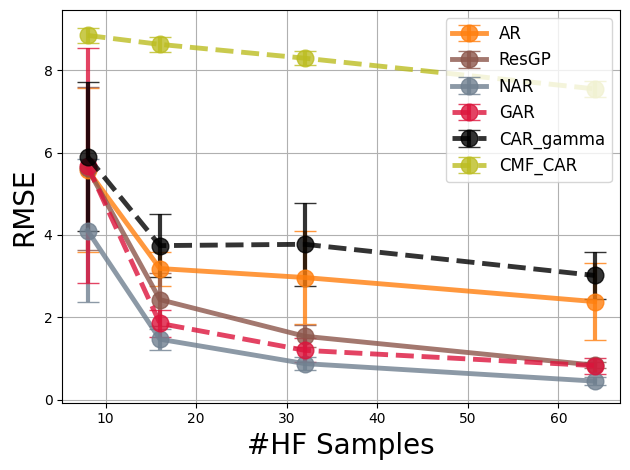 AR
ResGP
NAR
GAR
CAR_gamma
CMF_CAR
8
6
4
2
0
RMSE
10 20 30 40 50 60
#HF Samples